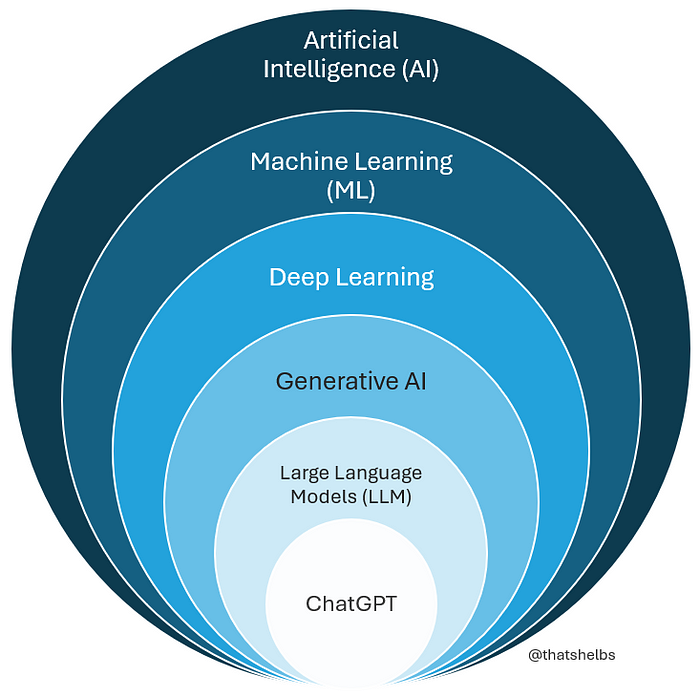 Artificial
Intelligence (AI)
Machine Learning
(ML)
Deep Learning
Generative AI
Large Language
Models (LLM)
ChatGPT
@thatshelbs